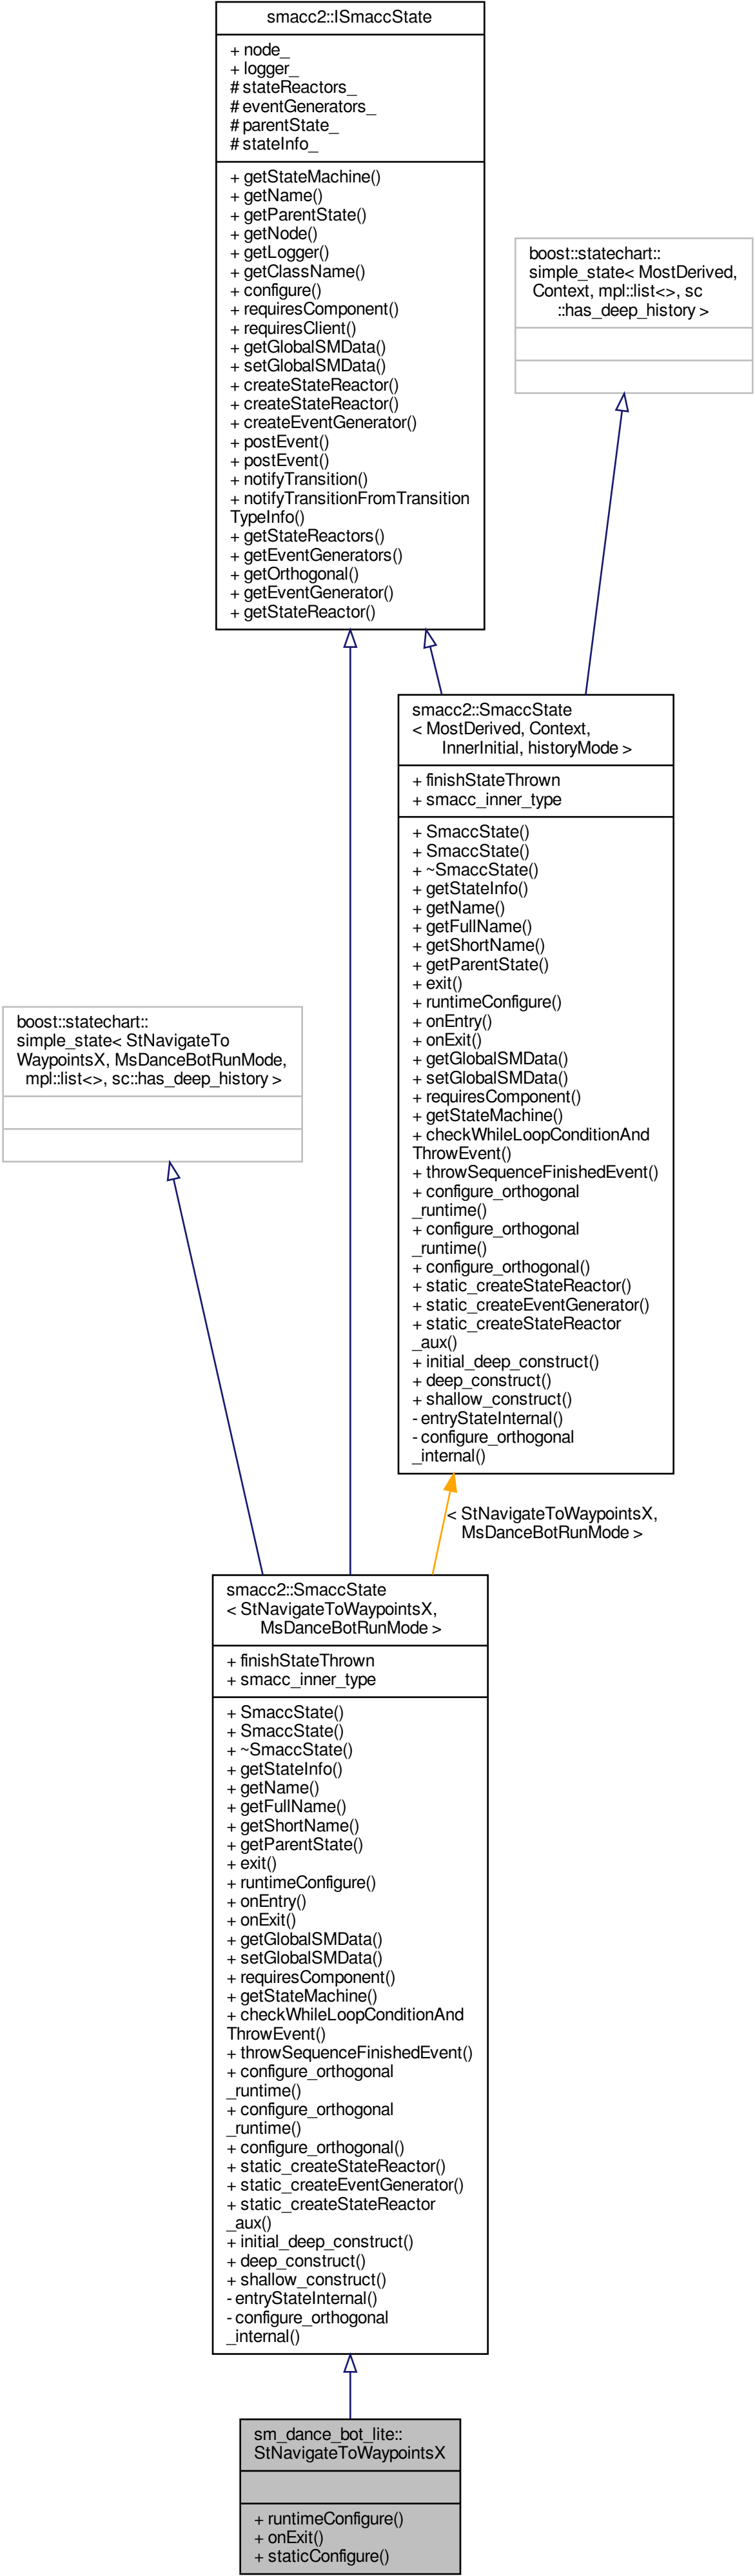 smacc2::ISmaccState
+ node_
+ logger_
# stateReactors_
# eventGenerators_
# parentState_
# stateInfo_
+ getStateMachine()
+ getName()
+ getParentState()
+ getNode()
+ getLogger()
+ getClassName()
+ configure()
+ requiresComponent()
+ requiresClient()
+ getGlobalSMData()
+ setGlobalSMData()
+ createStateReactor()
+ createStateReactor()
+ createEventGenerator()
+ postEvent()
+ postEvent()
+ notifyTransition()
+ notifyTransitionFromTransition
TypeInfo()
+ getStateReactors()
+ getEventGenerators()
+ getOrthogonal()
+ getEventGenerator()
+ getStateReactor()
boost::statechart::
simple_state< MostDerived,
Context, mpl::list<>, sc
::has_deep_history >
smacc2::SmaccState
< MostDerived, Context,
InnerInitial, historyMode >
+ finishStateThrown
+ smacc_inner_type
+ SmaccState()
+ SmaccState()
+ ~SmaccState()
+ getStateInfo()
+ getName()
+ getFullName()
+ getShortName()
+ getParentState()
+ exit()
+ runtimeConfigure()
+ onEntry()
+ onExit()
+ getGlobalSMData()
+ setGlobalSMData()
+ requiresComponent()
+ getStateMachine()
+ checkWhileLoopConditionAnd
ThrowEvent()
+ throwSequenceFinishedEvent()
+ configure_orthogonal
_runtime()
+ configure_orthogonal
_runtime()
+ configure_orthogonal()
+ static_createStateReactor()
+ static_createEventGenerator()
+ static_createStateReactor
_aux()
+ initial_deep_construct()
+ deep_construct()
+ shallow_construct()
- entryStateInternal()
- configure_orthogonal
_internal()
boost::statechart::
simple_state< StNavigateTo
WaypointsX, MsDanceBotRunMode,
mpl::list<>, sc::has_deep_history >
< StNavigateToWaypointsX,
MsDanceBotRunMode >
smacc2::SmaccState
< StNavigateToWaypointsX,
MsDanceBotRunMode >
+ finishStateThrown
+ smacc_inner_type
+ SmaccState()
+ SmaccState()
+ ~SmaccState()
+ getStateInfo()
+ getName()
+ getFullName()
+ getShortName()
+ getParentState()
+ exit()
+ runtimeConfigure()
+ onEntry()
+ onExit()
+ getGlobalSMData()
+ setGlobalSMData()
+ requiresComponent()
+ getStateMachine()
+ checkWhileLoopConditionAnd
ThrowEvent()
+ throwSequenceFinishedEvent()
+ configure_orthogonal
_runtime()
+ configure_orthogonal
_runtime()
+ configure_orthogonal()
+ static_createStateReactor()
+ static_createEventGenerator()
+ static_createStateReactor
_aux()
+ initial_deep_construct()
+ deep_construct()
+ shallow_construct()
- entryStateInternal()
- configure_orthogonal
_internal()
sm_dance_bot_lite::
StNavigateToWaypointsX
+ runtimeConfigure()
+ onExit()
+ staticConfigure()